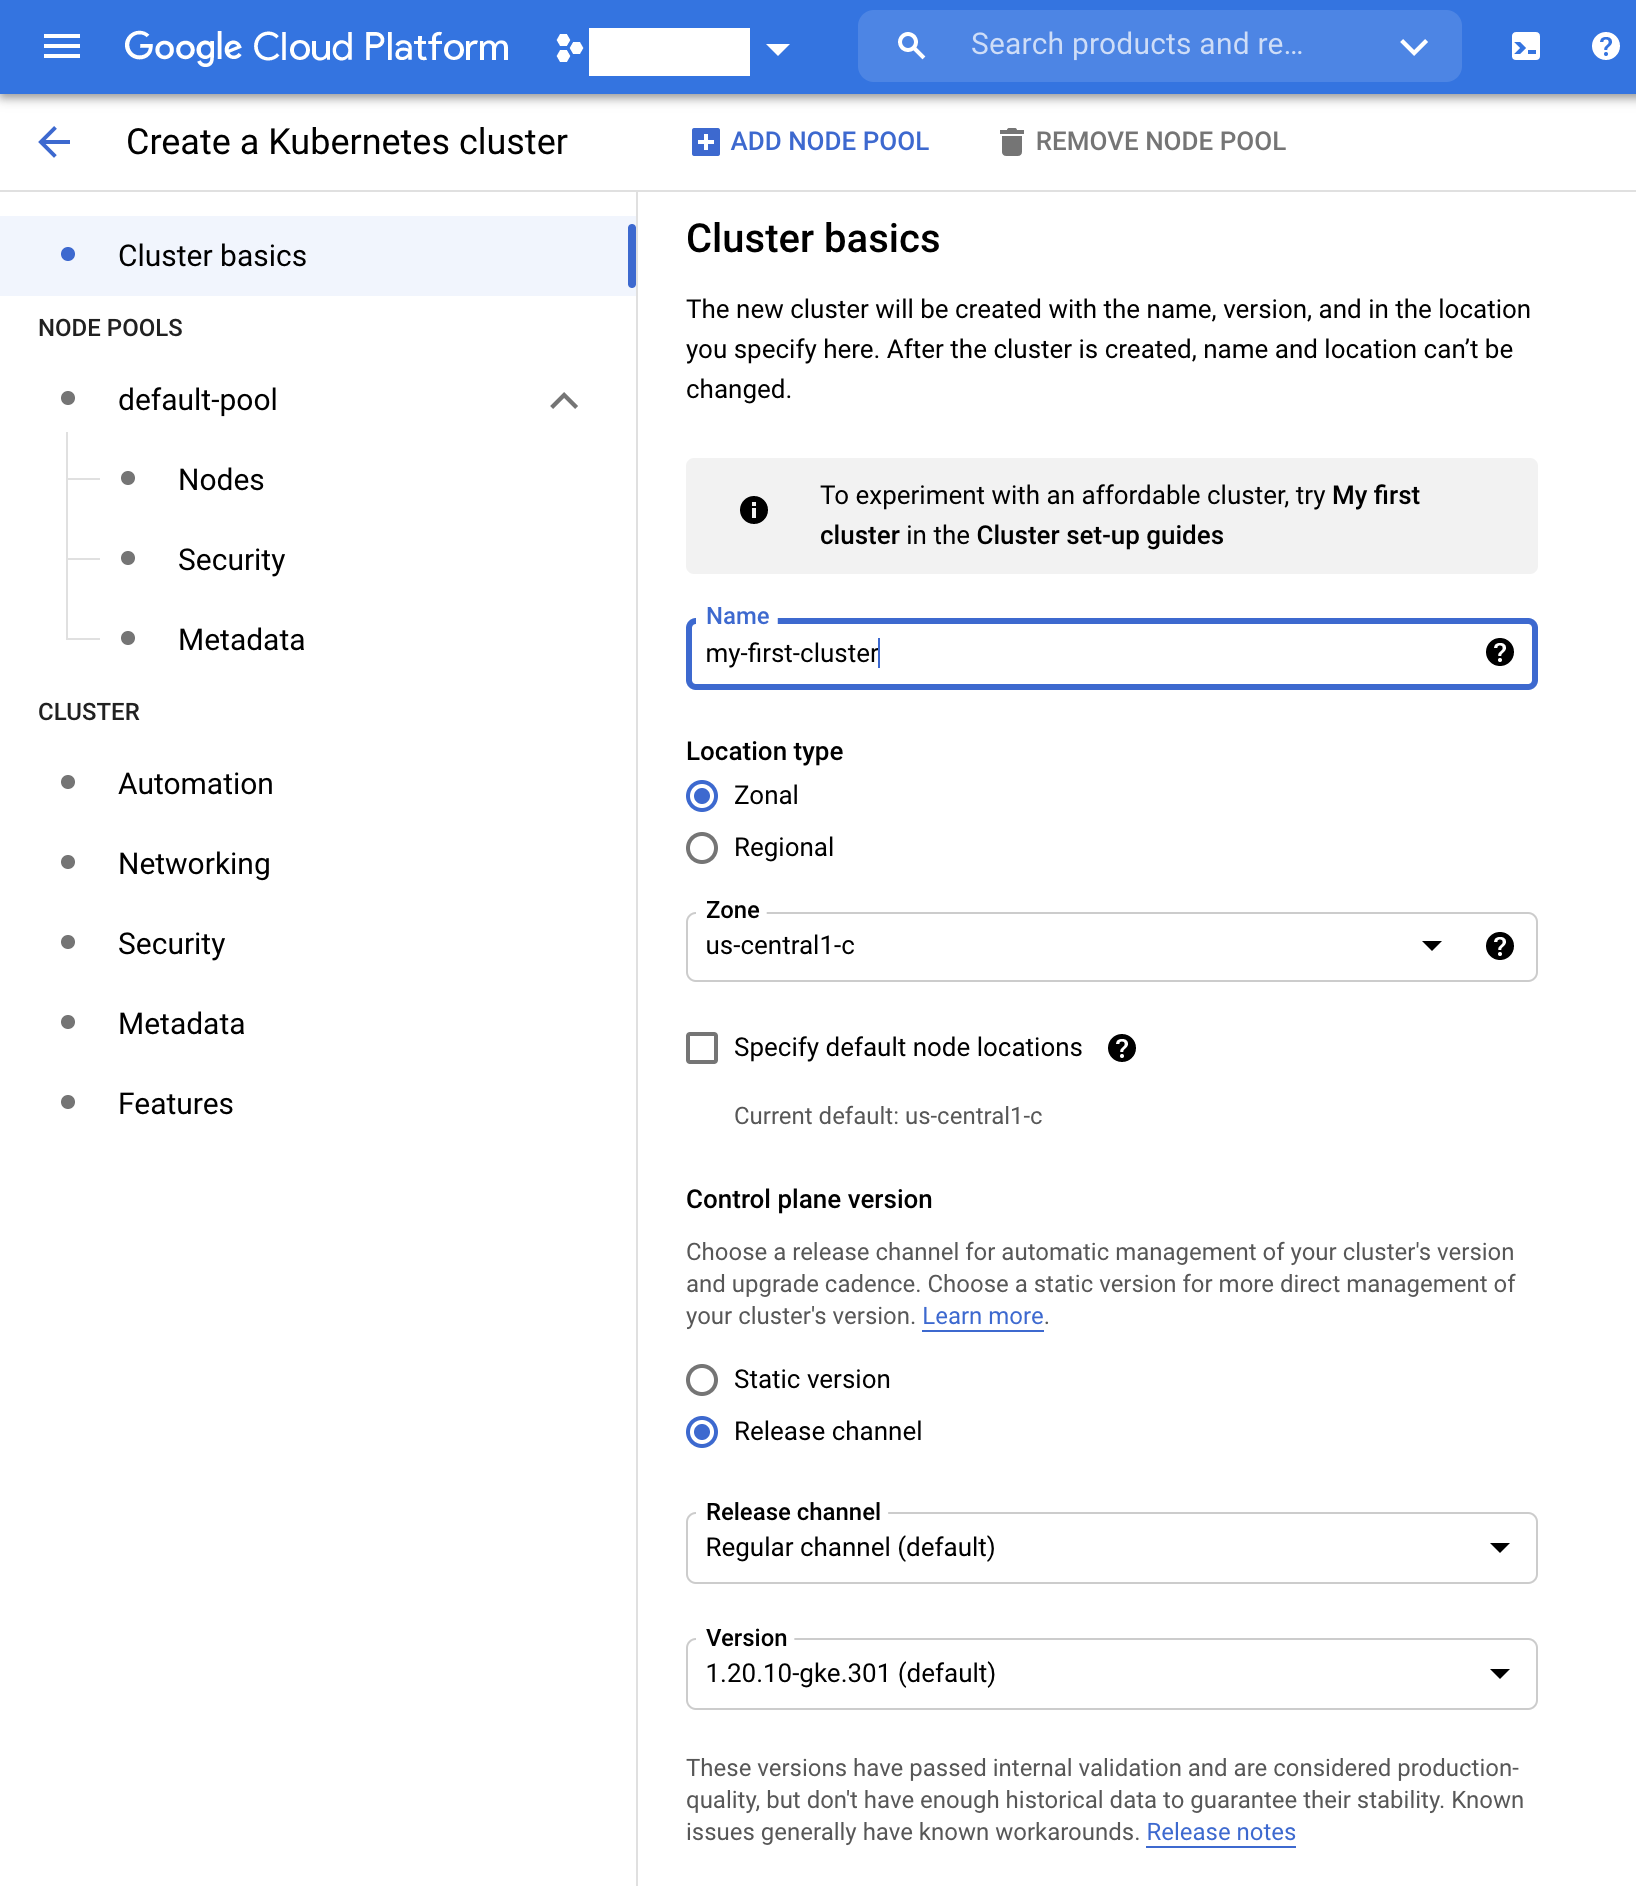 Google Cloud Platform
Search products and re...
Create a Kubernetes cluster
ADD NODE POOL
REMOVE NODE POOL
Cluster basics
NODE POOLS
default-pool
Nodes
Security
Metadata
CLUSTER
Automation
Networking
Security
Metadata
Features
Cluster basics
The new cluster will be created with the name, version, and in the location
you specify here. After the cluster is created, name and location can’t be
changed.
To experiment with an affordable cluster, try My first
cluster in the Cluster set-up guides
Name
my-first-cluster
Location type
Zonal
Regional
Zone
us-central1-c
Specify default node locations
Current default: us-central1-c
Control plane version
Choose a release channel for automatic management of your cluster's version
and upgrade cadence. Choose a static version for more direct management of
your cluster's version. Learn more.
Static version
Release channel
Release channel
Regular channel (default)
Version
1.20.10-gke.301 (default)
These versions have passed internal validation and are considered production-
quality, but don't have enough historical data to guarantee their stability. Known
issues generally have known workarounds. Release notes